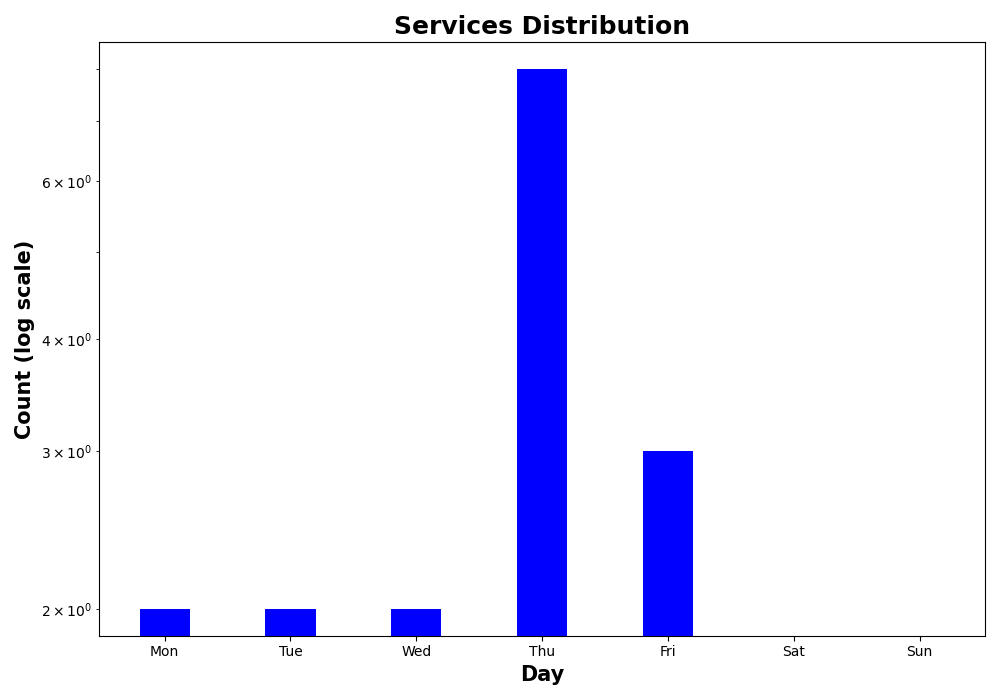 Services Distribution
Count (log scale)
6 × 10⁰
4 × 10⁰
3 × 10⁰
2 × 10⁰
Mon Tue Wed Thu Fri Sat Sun
Day